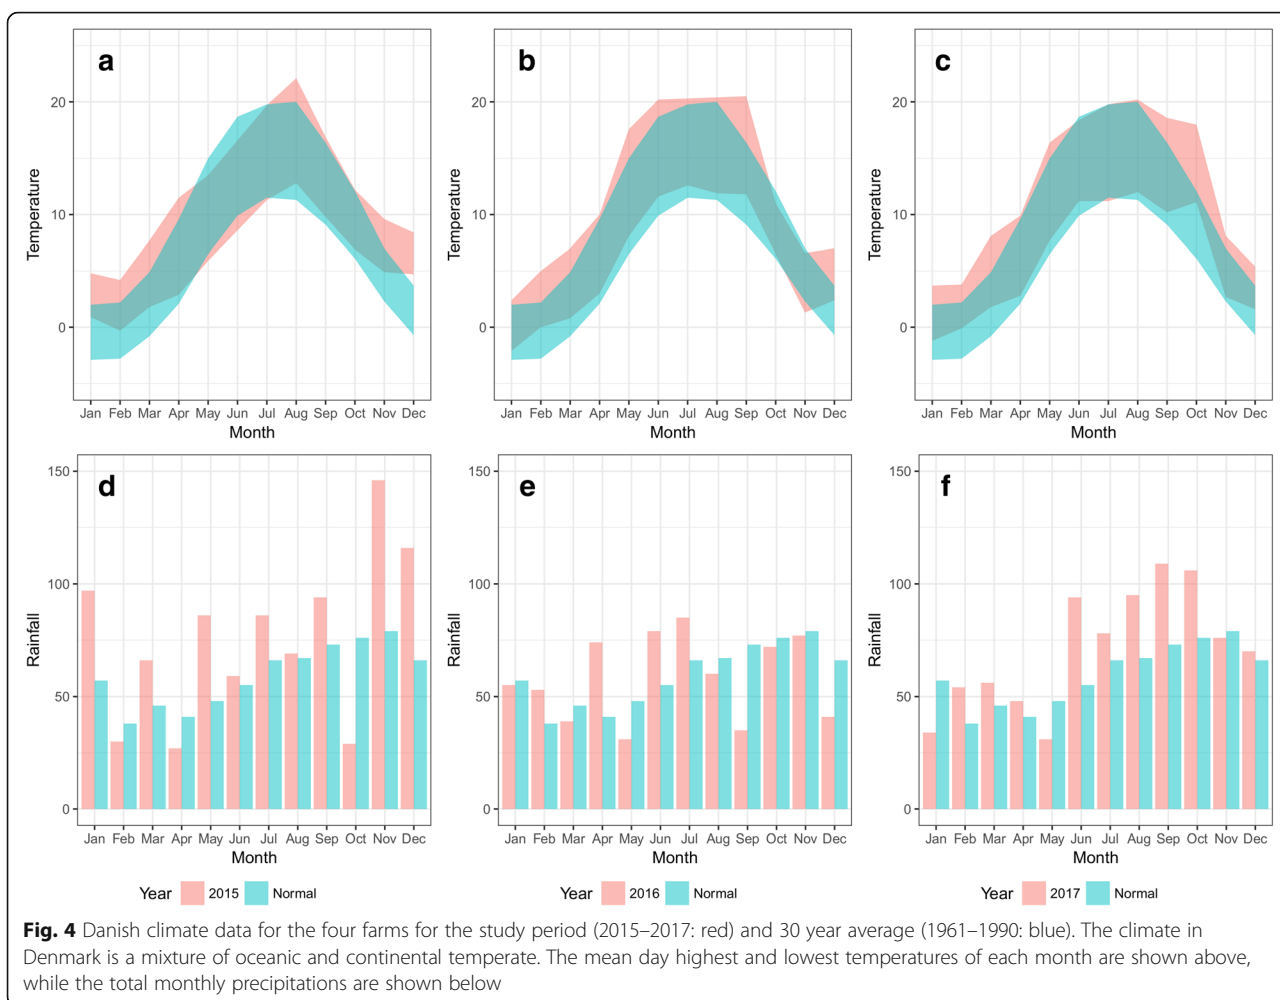 a
b
c
20
10
0
Temperature
Jan Feb Mar Apr May Jun Jul Aug Sep Oct Nov Dec
Month
20
10
0
Temperature
Jan Feb Mar Apr May Jun Jul Aug Sep Oct Nov Dec
Month
20
10
0
Temperature
Jan Feb Mar Apr May Jun Jul Aug Sep Oct Nov Dec
Month
d
150
100
50
0
Rainfall
Jan Feb Mar Apr May Jun Jul Aug Sep Oct Nov Dec
Month
Year 2015 Normal
e
150
100
50
0
Rainfall
Jan Feb Mar Apr May Jun Jul Aug Sep Oct Nov Dec
Month
Year 2016 Normal
f
150
100
50
0
Rainfall
Jan Feb Mar Apr May Jun Jul Aug Sep Oct Nov Dec
Month
Year 2017 Normal
Fig. 4 Danish climate data for the four farms for the study period (2015–2017: red) and 30 year average (1961–1990: blue). The climate in
Denmark is a mixture of oceanic and continental temperate. The mean day highest and lowest temperatures of each month are shown above,
while the total monthly precipitations are shown below